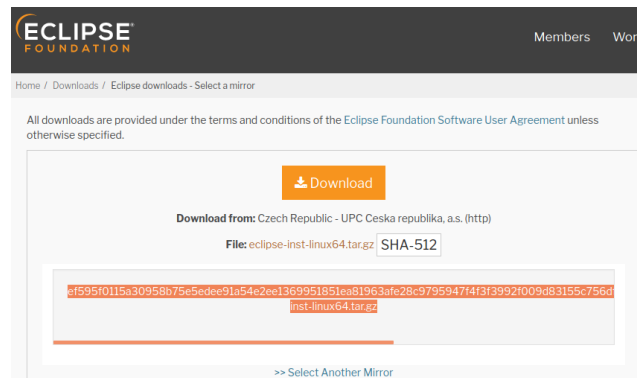 ECLIPSE
FOUNDATION
Members Wor
Home / Downloads / Eclipse downloads - Select a mirror
All downloads are provided under the terms and conditions of the Eclipse Foundation Software User Agreement unless
otherwise specified.
Download
Download from: Czech Republic - UPC Ceska republika, a.s. (http)
File: eclipse-inst-linux64.tar.gz SHA-512
ef595f0115a30958b75e5edee91a54e2ee1369951851ea81963afe28c9795947f4f3f3992f009d83155c756d
inst-linux64.tar.gz
>> Select Another Mirror